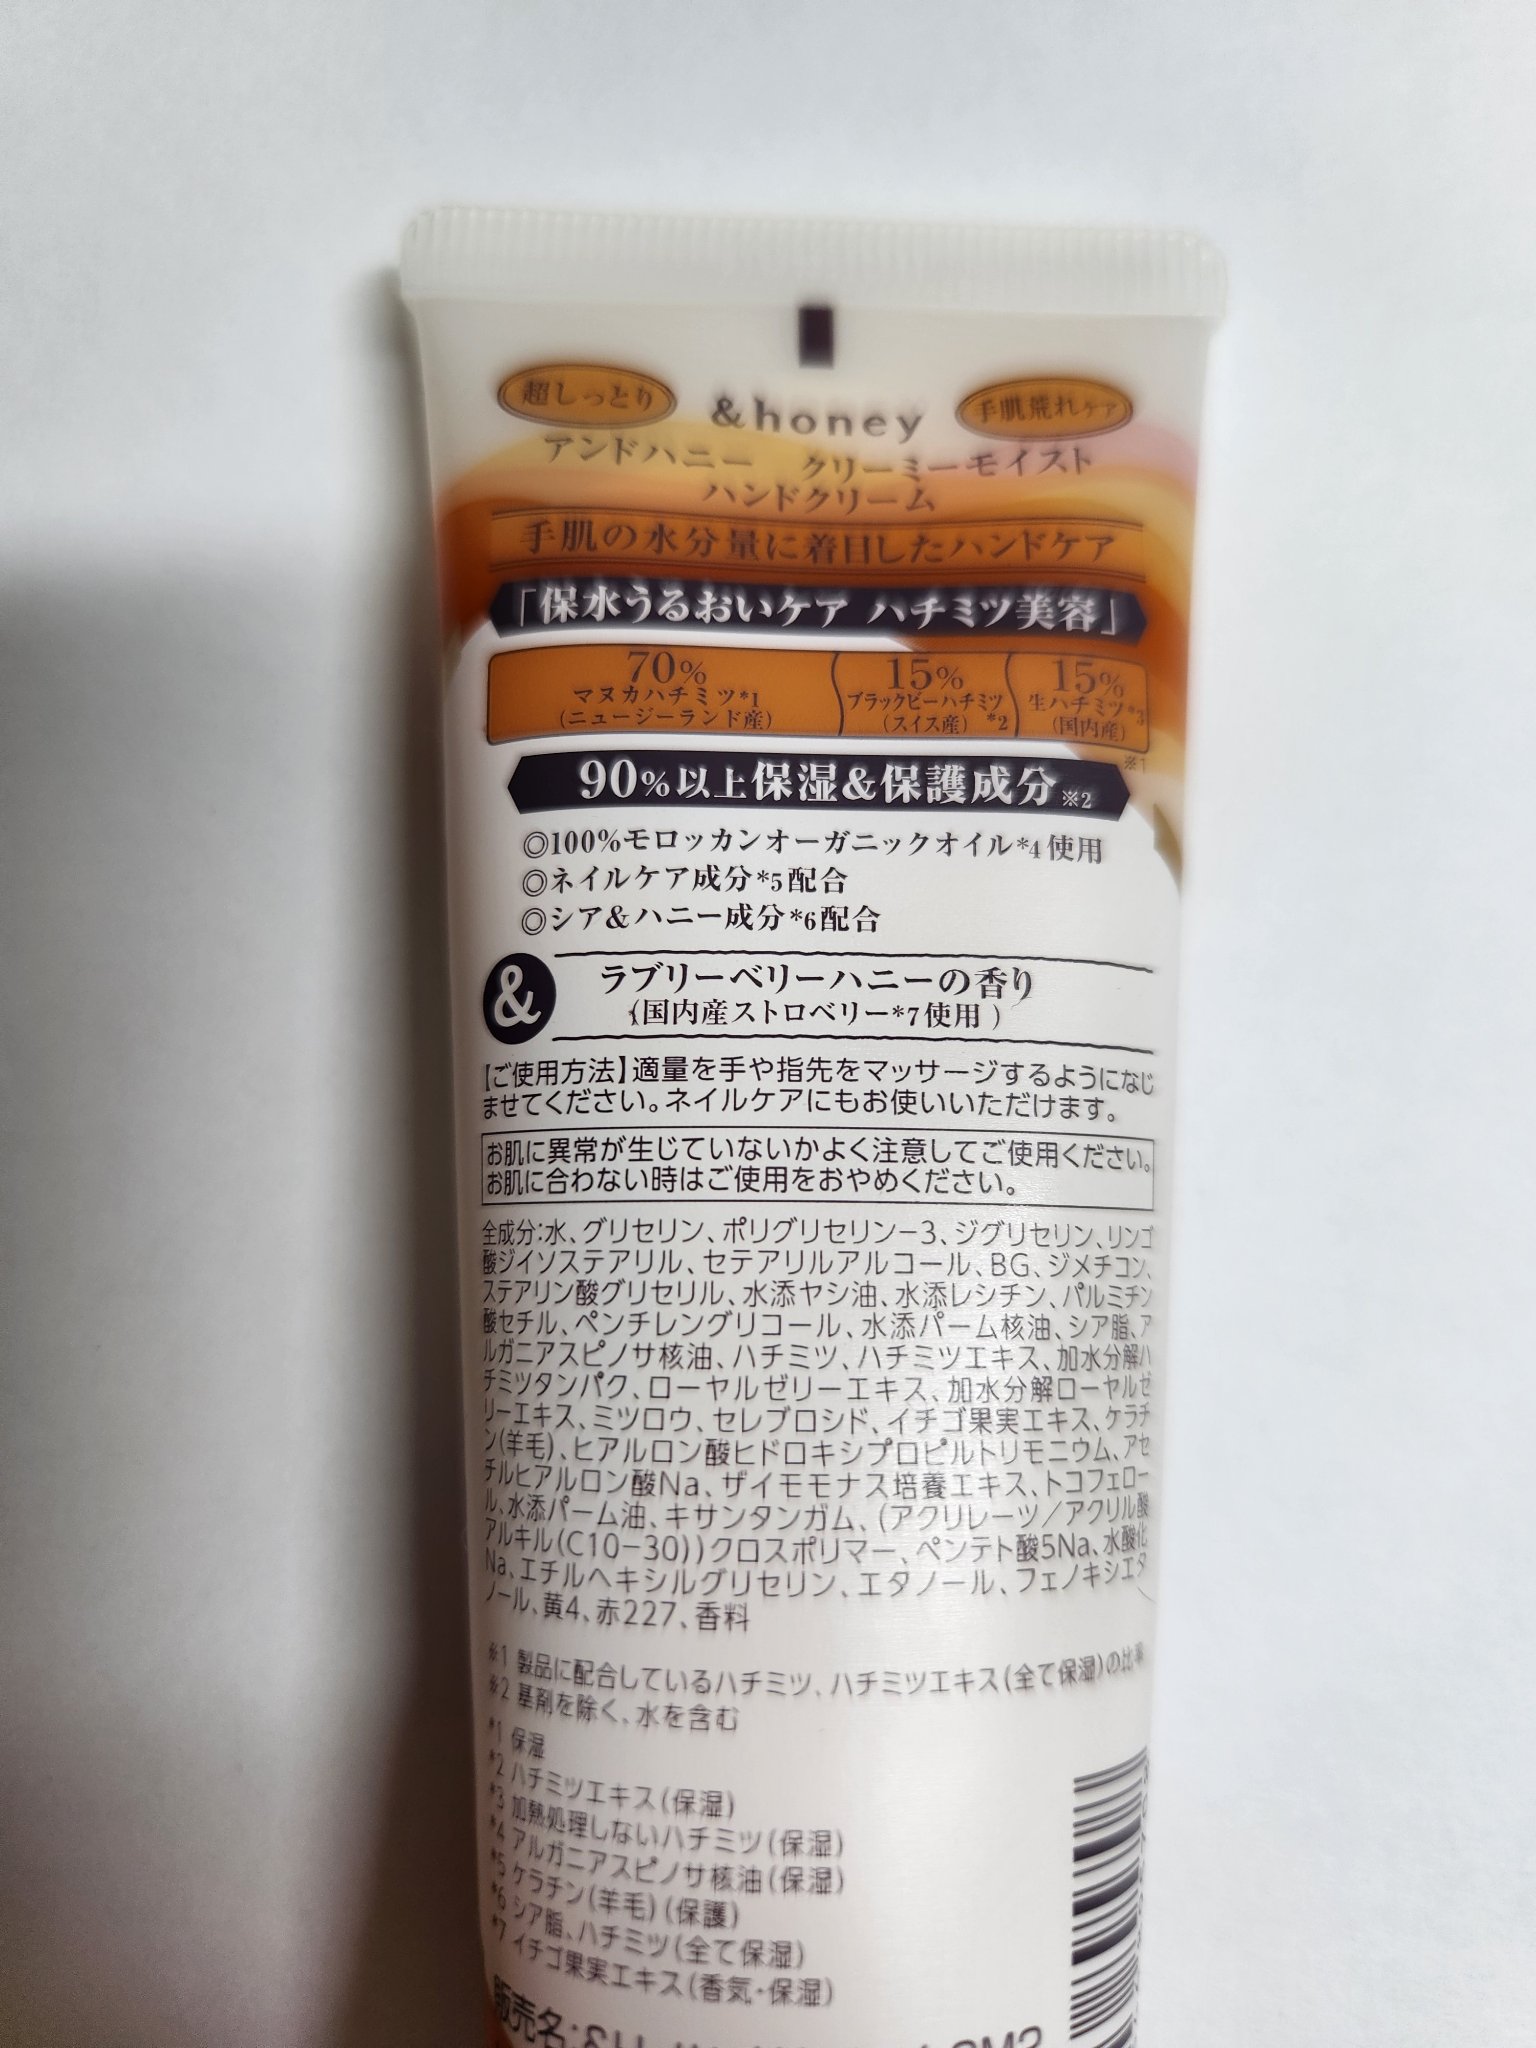 超しっとり
&honey
手肌荒れケア
アンドハニー クリーミーモイスト
ハンドクリーム
手肌の水分量に着目したハンドケア
「保水うるおいケア ハチミツ美容」
70%
マヌカハチミツ*1
(ニュージーランド産)
15%
ブラックビーハチミツ
(スイス産) *2
15%
生ハチミツ*3
(国内産)
※1
90%以上保湿&保護成分※2
◎100%モロッカンオーガニックオイル*4使用
◎ネイルケア成分*5配合
◎シア&ハニー成分*6配合
&
ラブリーベリーハニーの香り
(国内産ストロベリー*7使用)
【ご使用方法】適量を手や指先をマッサージするようになじ
ませてください。ネイルケアにもお使いいただけます。
お肌に異常が生じていないかよく注意してご使用ください。
お肌に合わない時はご使用をおやめください。
全成分:水、グリセリン、ポリグリセリン-3、ジグリセリン、リンゴ
酸ジイソステアリル、セテアリルアルコール、BG、ジメチコン、
ステアリン酸グリセリル、水添ヤシ油、水添レシチン、パルミチン
酸セチル、ペンチレングリコール、水添パーム核油、シア脂、ア
ルガニアスピノサ核油、ハチミツ、ハチミツエキス、加水分解ハ
チミツタンパク、ローヤルゼリーエキス、加水分解ローヤルゼ
リーエキス、ミツロウ、セレブロシド、イチゴ果実エキス、ケラチ
ン(羊毛)、ヒアルロン酸ヒドロキシプロピルトリモニウム、アセ
チルヒアルロン酸Na、ザイモモナス培養エキス、トコフェロー
ル、水添パーム油、キサンタンガム、(アクリレーツ/アクリル酸
アルキル(C10-30))クロスポリマー、ペンテト酸5Na、水酸化
Na、エチルヘキシルグリセリン、エタノール、フェノキシエタ
ノール、黄4、赤227、香料
※1 製品に配合しているハチミツ、ハチミツエキス(全て保湿)の比率
※2 基剤を除く、水を含む
*1 保湿
*2 ハチミツエキス(保湿)
*3 加熱処理しないハチミツ(保湿)
*4 アルガニアスピノサ核油(保湿)
*5 ケラチン(羊毛)(保護)
*6 シア脂、ハチミツ(全て保湿)
*7 イチゴ果実エキス(香気・保湿)
販売名: